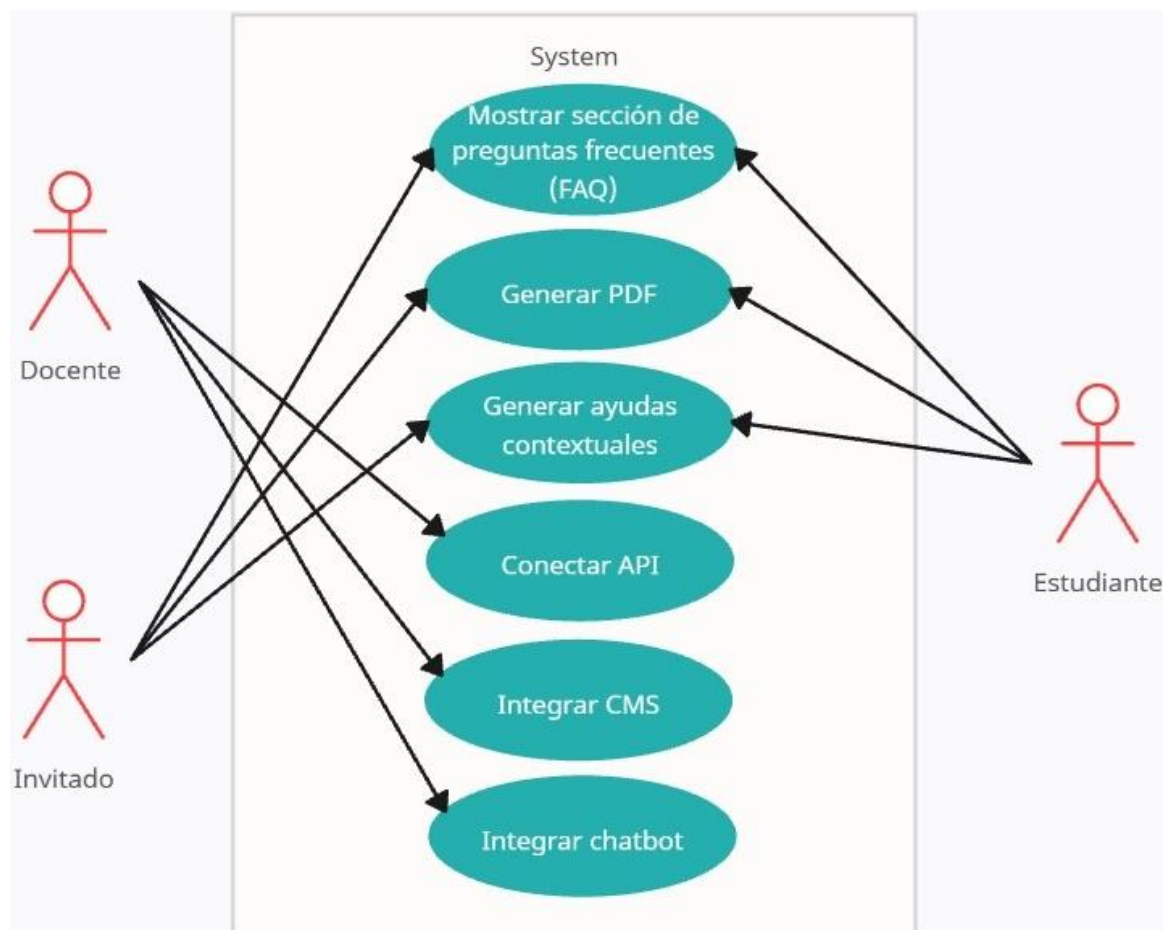 System
Mostrar sección de
preguntas frecuentes
(FAQ)
Generar PDF
Docente
Generar ayudas
contextuales
Conectar API
Estudiante
Integrar CMS
Invitado
Integrar chatbot